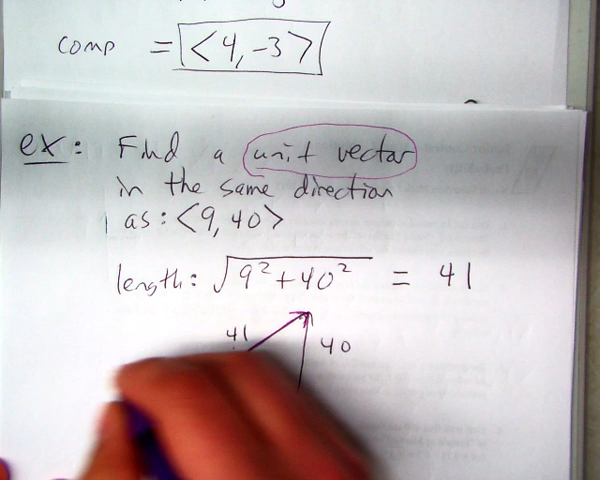 comp = <4, -3>
ex: Find a unit vector
in the same direction
as: <9, 40>
length: √9²+40² = 41
41
40